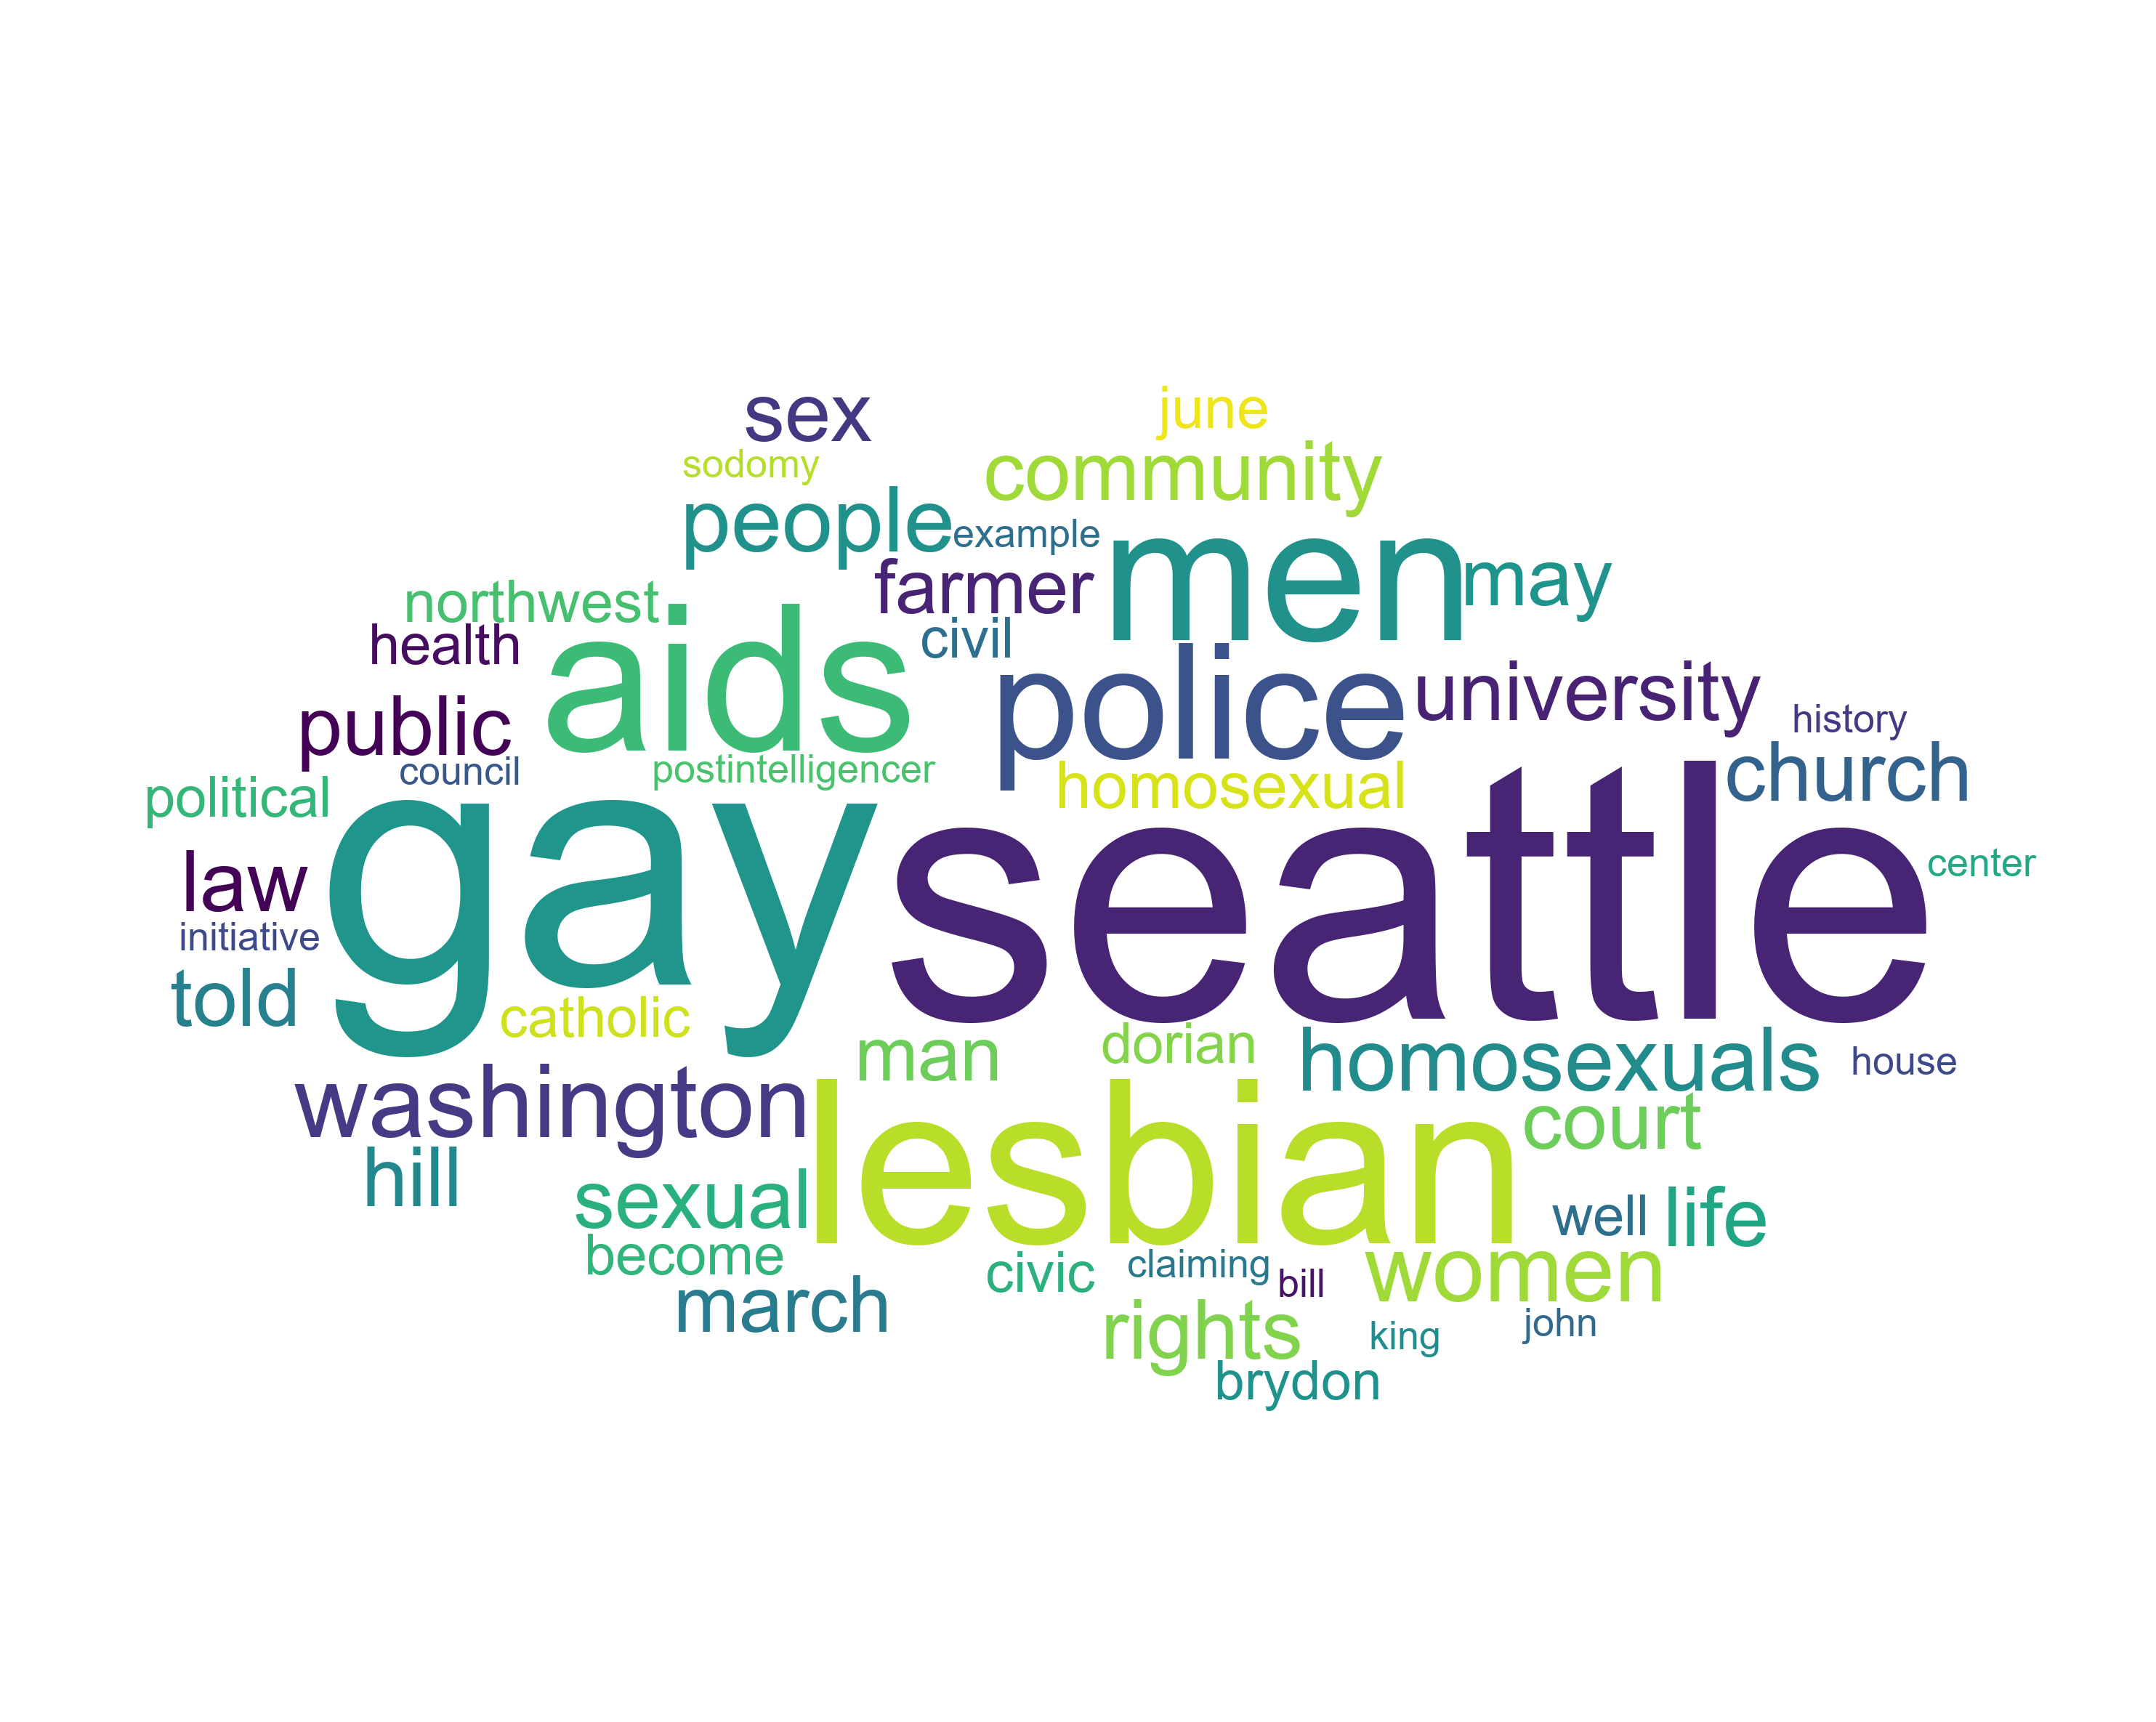 sex
june
sodomy
community
people
example
men
farmer
may
northwest
civil
health
aids
police
university
public
history
council
postintelligencer
homosexual
church
political
gay
seattle
center
law
initiative
told
catholic
man
dorian
homosexuals
house
washington
lesbian
court
hill
sexual
well
life
become
civic
claiming
bill
women
march
rights
king
john
brydon